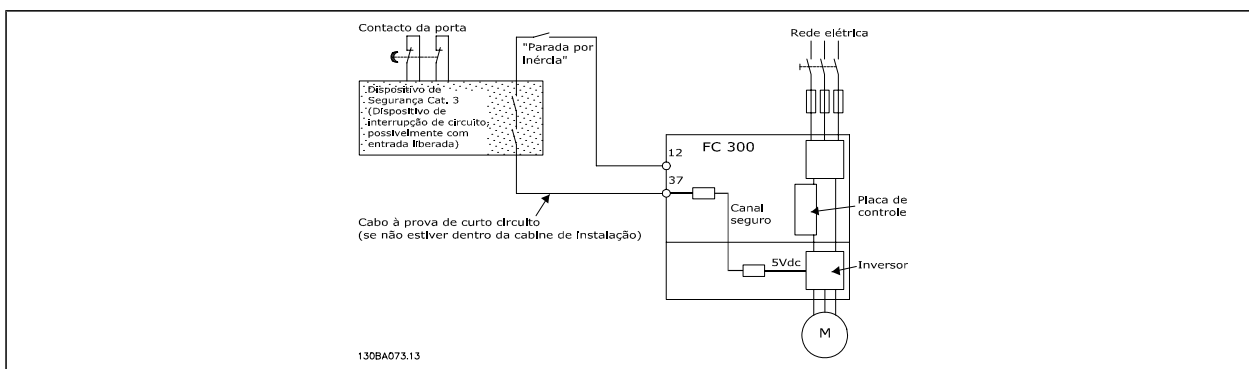 Contacto da porta
"Parada por
Inércia"
Rede elétrica
Dispositivo de
Segurança Cat. 3
(Dispositivo de
interrupção de circuito,
possivelmente com
entrada liberada)
12
FC 300
37
Canal
seguro
Placa de
controle
Cabo à prova de curto circuito
(se não estiver dentro da cabine de instalação)
5Vdc
Inversor
M
130BA073.13